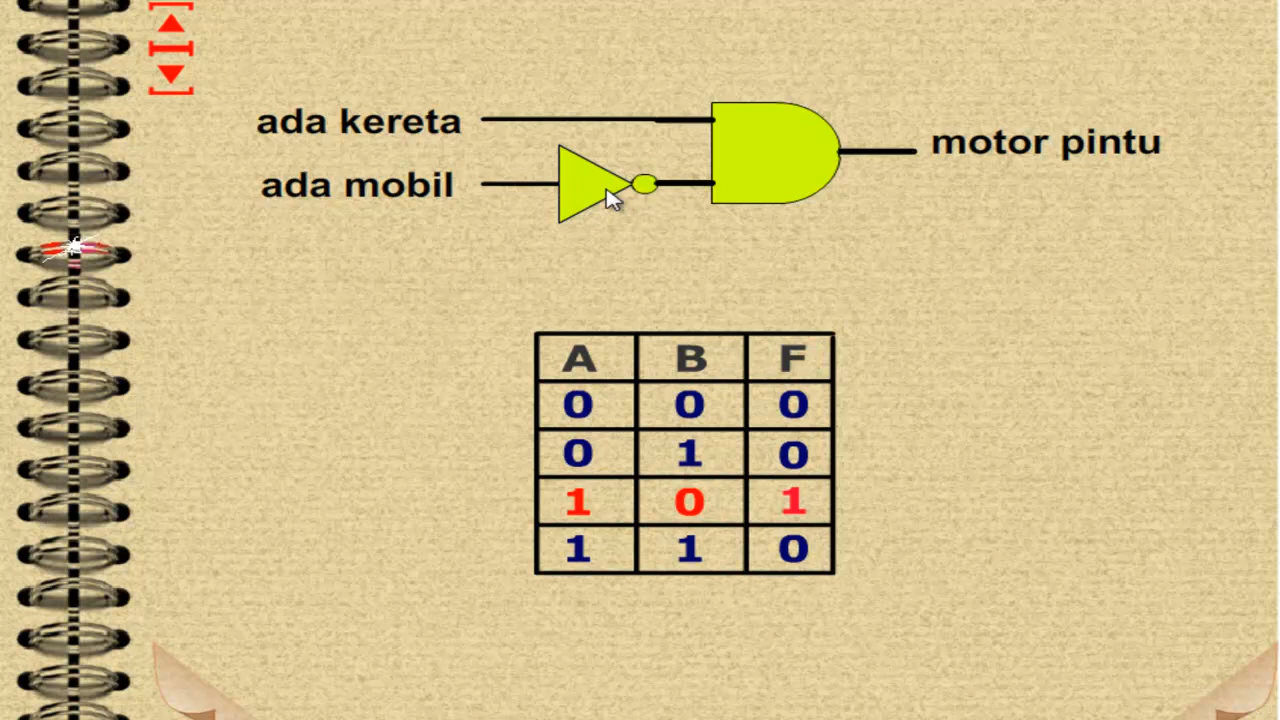 ada kereta
ada mobil
motor pintu
A B F
0 0 0
0 1 0
1 0 1
1 1 0